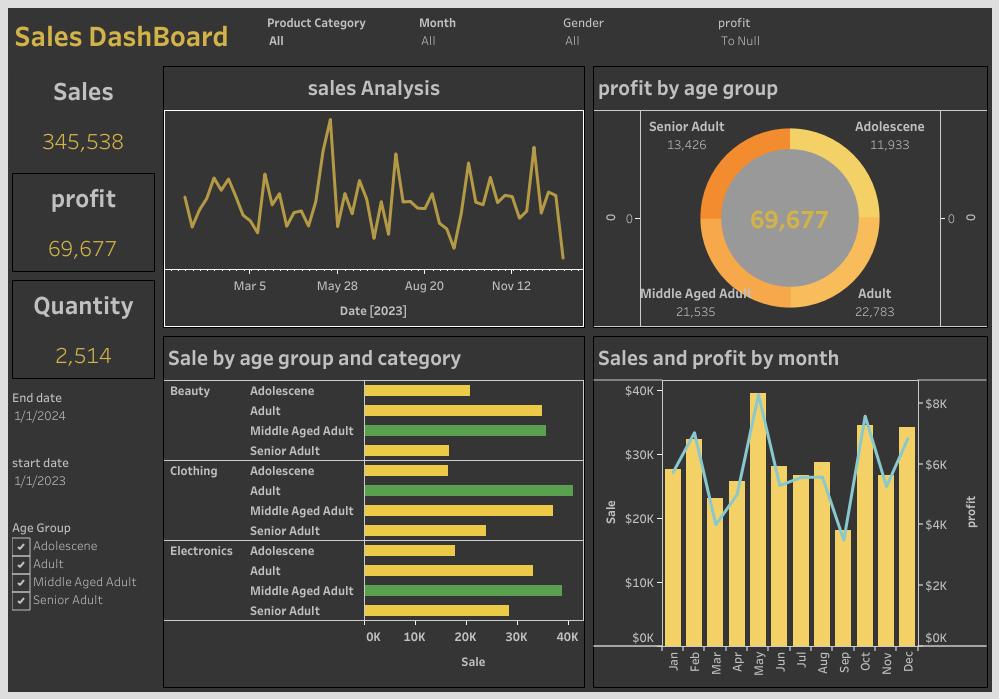 Sales DashBoard
Product Category
All
Month
All
Gender
All
profit
To Null
Sales
345,538
profit
69,677
Quantity
2,514
End date
1/1/2024
start date
1/1/2023
Age Group
Adolescene
Adult
Middle Aged Adult
Senior Adult
sales Analysis
Mar 5 May 28 Aug 20 Nov 12
Date [2023]
profit by age group
Senior Adult
13,426
Adolescene
11,933
0 0
69,677
0 0
Middle Aged Adult
21,535
Adult
22,783
Sale by age group and category
Beauty Adolescene
Adult
Middle Aged Adult
Senior Adult
Clothing Adolescene
Adult
Middle Aged Adult
Senior Adult
Electronics Adolescene
Adult
Middle Aged Adult
Senior Adult
0K 10K 20K 30K 40K
Sale
Sales and profit by month
$40K
$30K
$20K
$10K
$0K
Sale
$8K
$6K
$4K
$2K
$0K
profit
Jan Feb Mar Apr May Jun Jul Aug Sep Oct Nov Dec